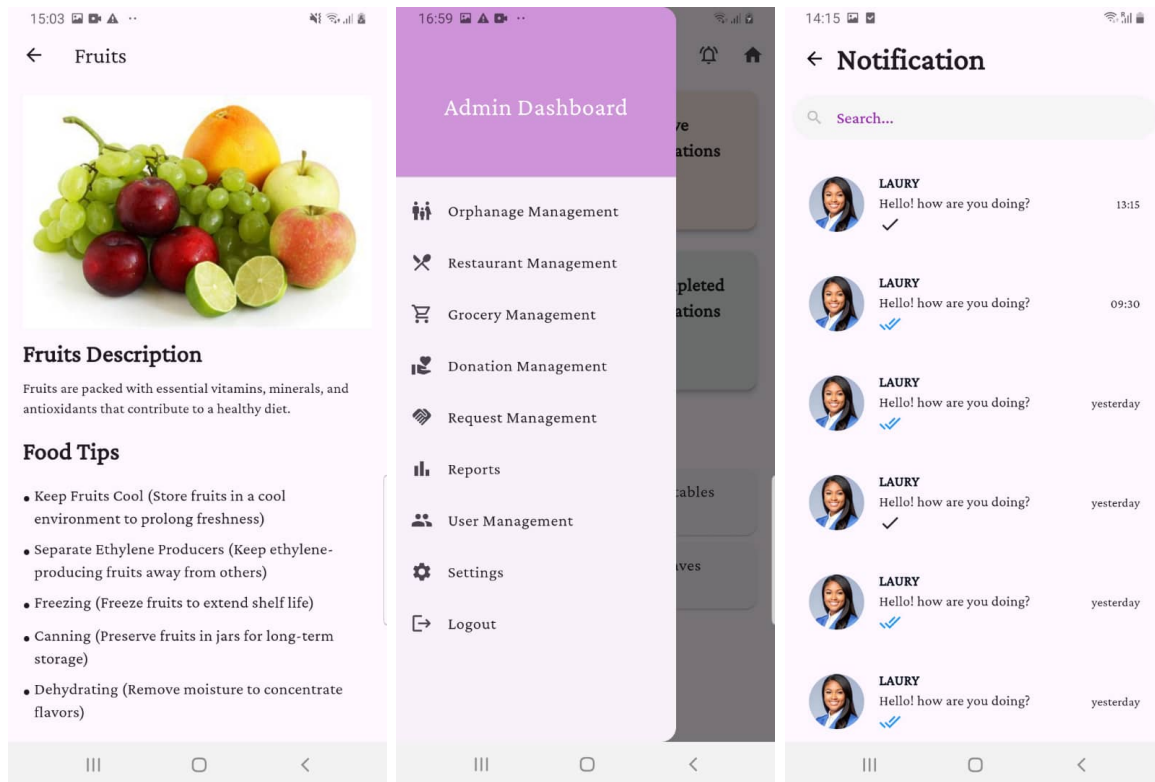 15:03
Fruits
Fruits Description
Fruits are packed with essential vitamins, minerals, and
antioxidants that contribute to a healthy diet.
Food Tips
• Keep Fruits Cool (Store fruits in a cool
environment to prolong freshness)
• Separate Ethylene Producers (Keep ethylene-
producing fruits away from others)
• Freezing (Freeze fruits to extend shelf life)
• Canning (Preserve fruits in jars for long-term
storage)
• Dehydrating (Remove moisture to concentrate
flavors)
16:59
Admin Dashboard
Orphanage Management
Restaurant Management
Grocery Management
Donation Management
Request Management
Reports
User Management
Settings
Logout
ve
ations
pleted
ations
tables
aves
14:15
Notification
Search...
LAURY
Hello! how are you doing?
13:15
LAURY
Hello! how are you doing?
09:30
LAURY
Hello! how are you doing?
yesterday
LAURY
Hello! how are you doing?
yesterday
LAURY
Hello! how are you doing?
yesterday
LAURY
Hello! how are you doing?
yesterday